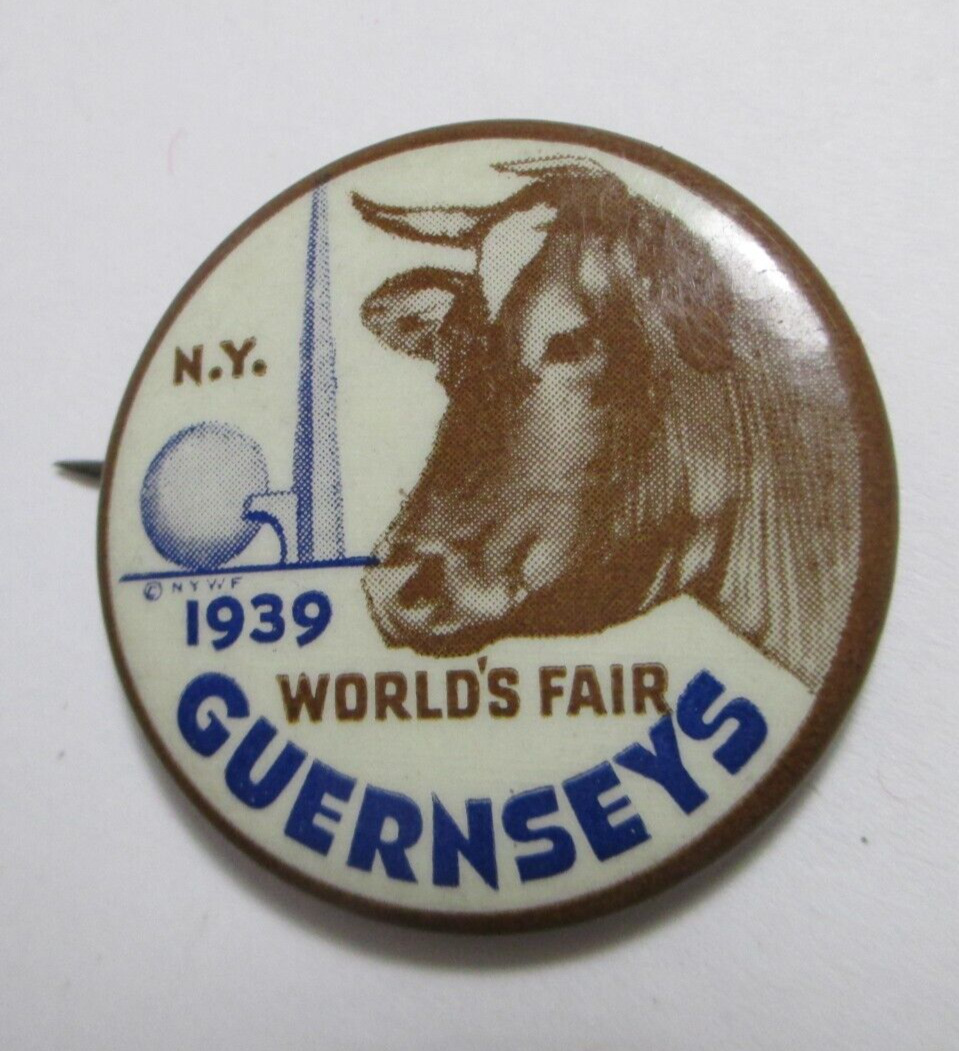 N.Y.
© NYWF
1939
WORLD'S FAIR
GUERNSEYS